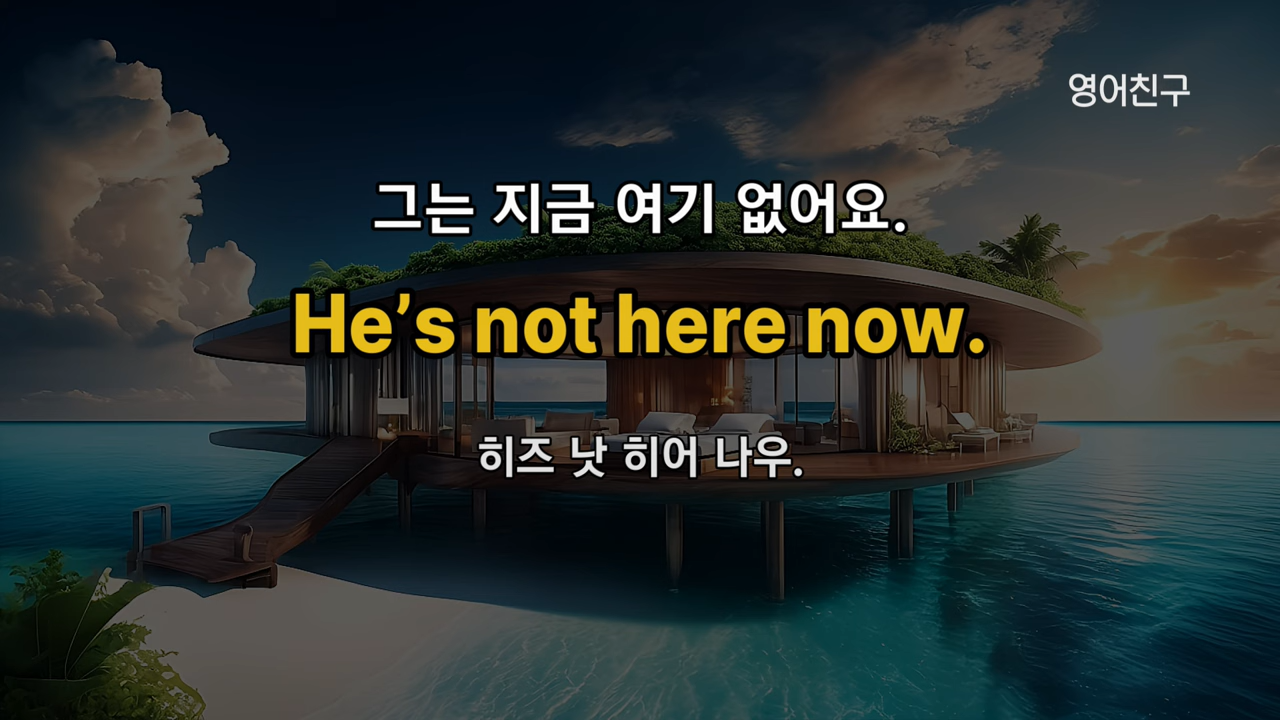 영어친구
그는 지금 여기 없어요.
He’s not here now.
히즈 낫 히어 나우.